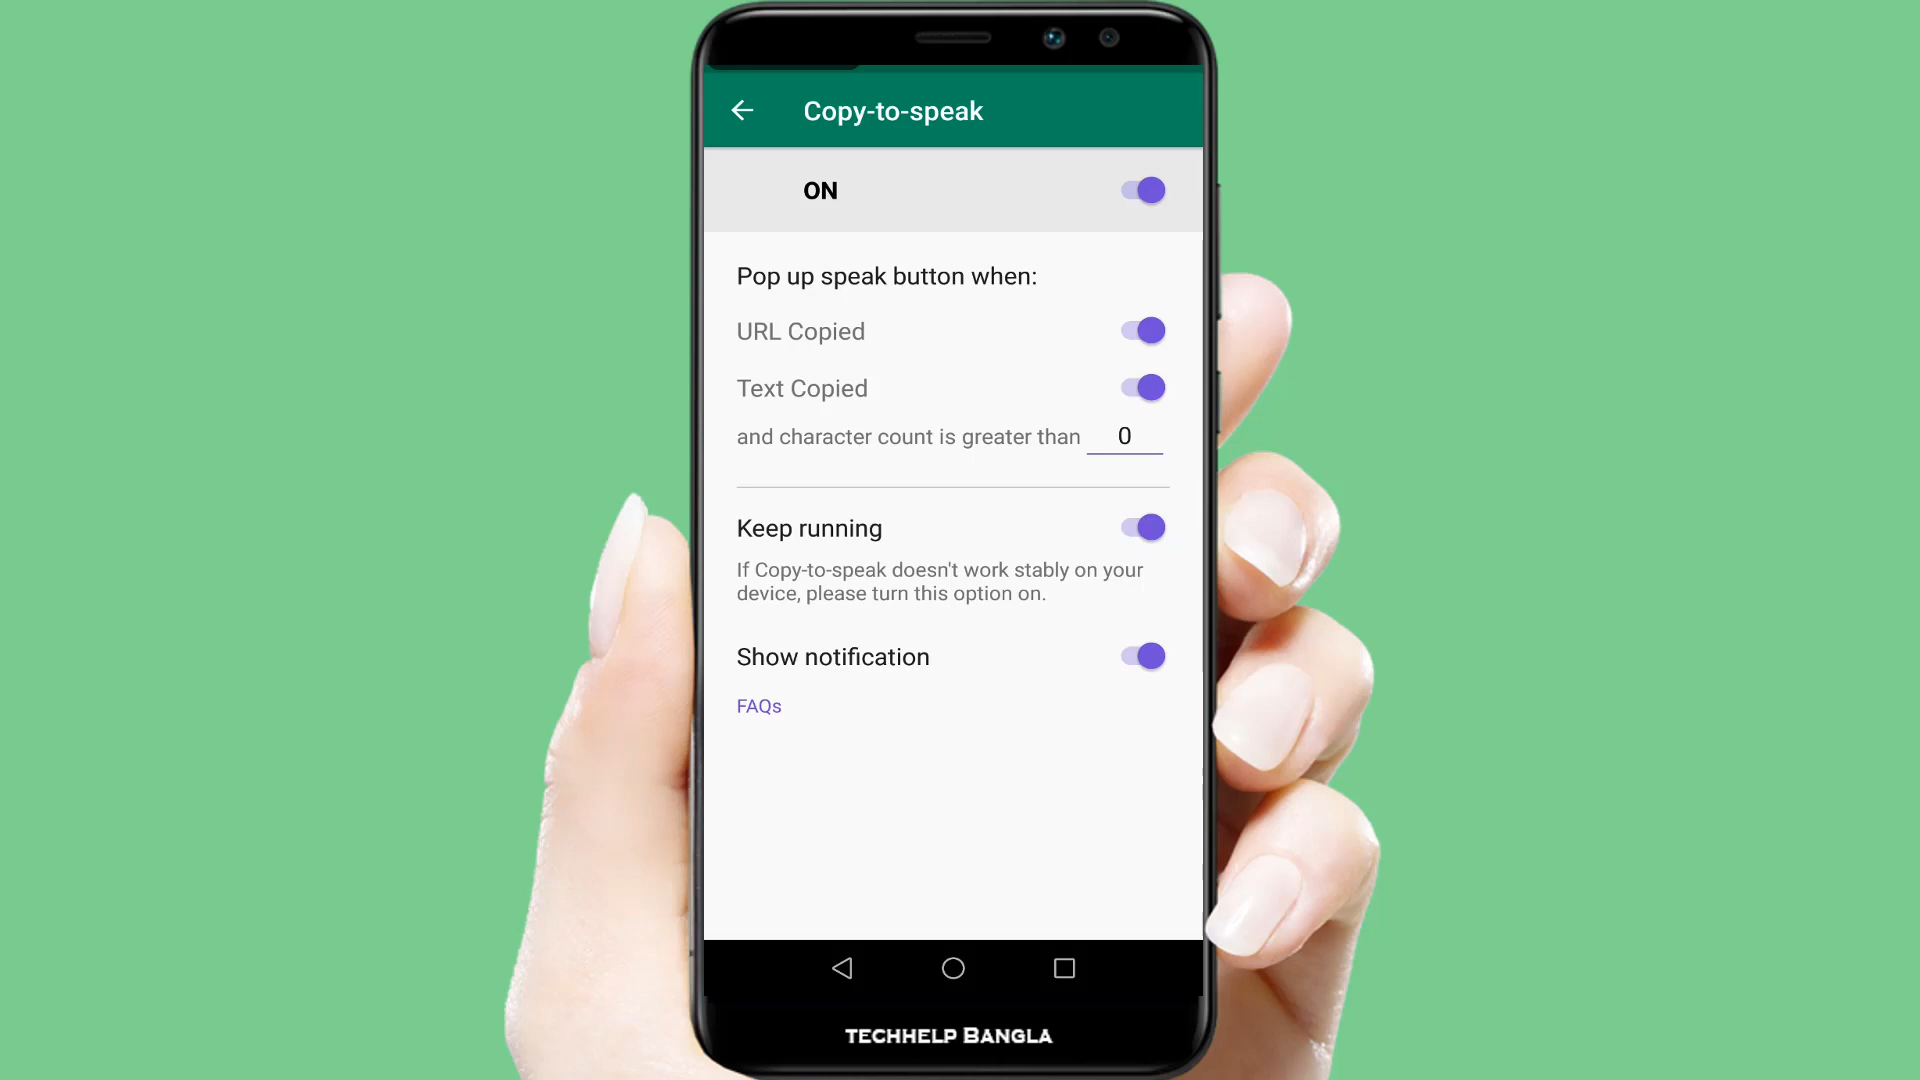 Copy-to-speak
ON
Pop up speak button when:
URL Copied
Text Copied
and character count is greater than 0
Keep running
If Copy-to-speak doesn't work stably on your
device, please turn this option on.
Show notification
FAQs
TECHHELP BANGLA